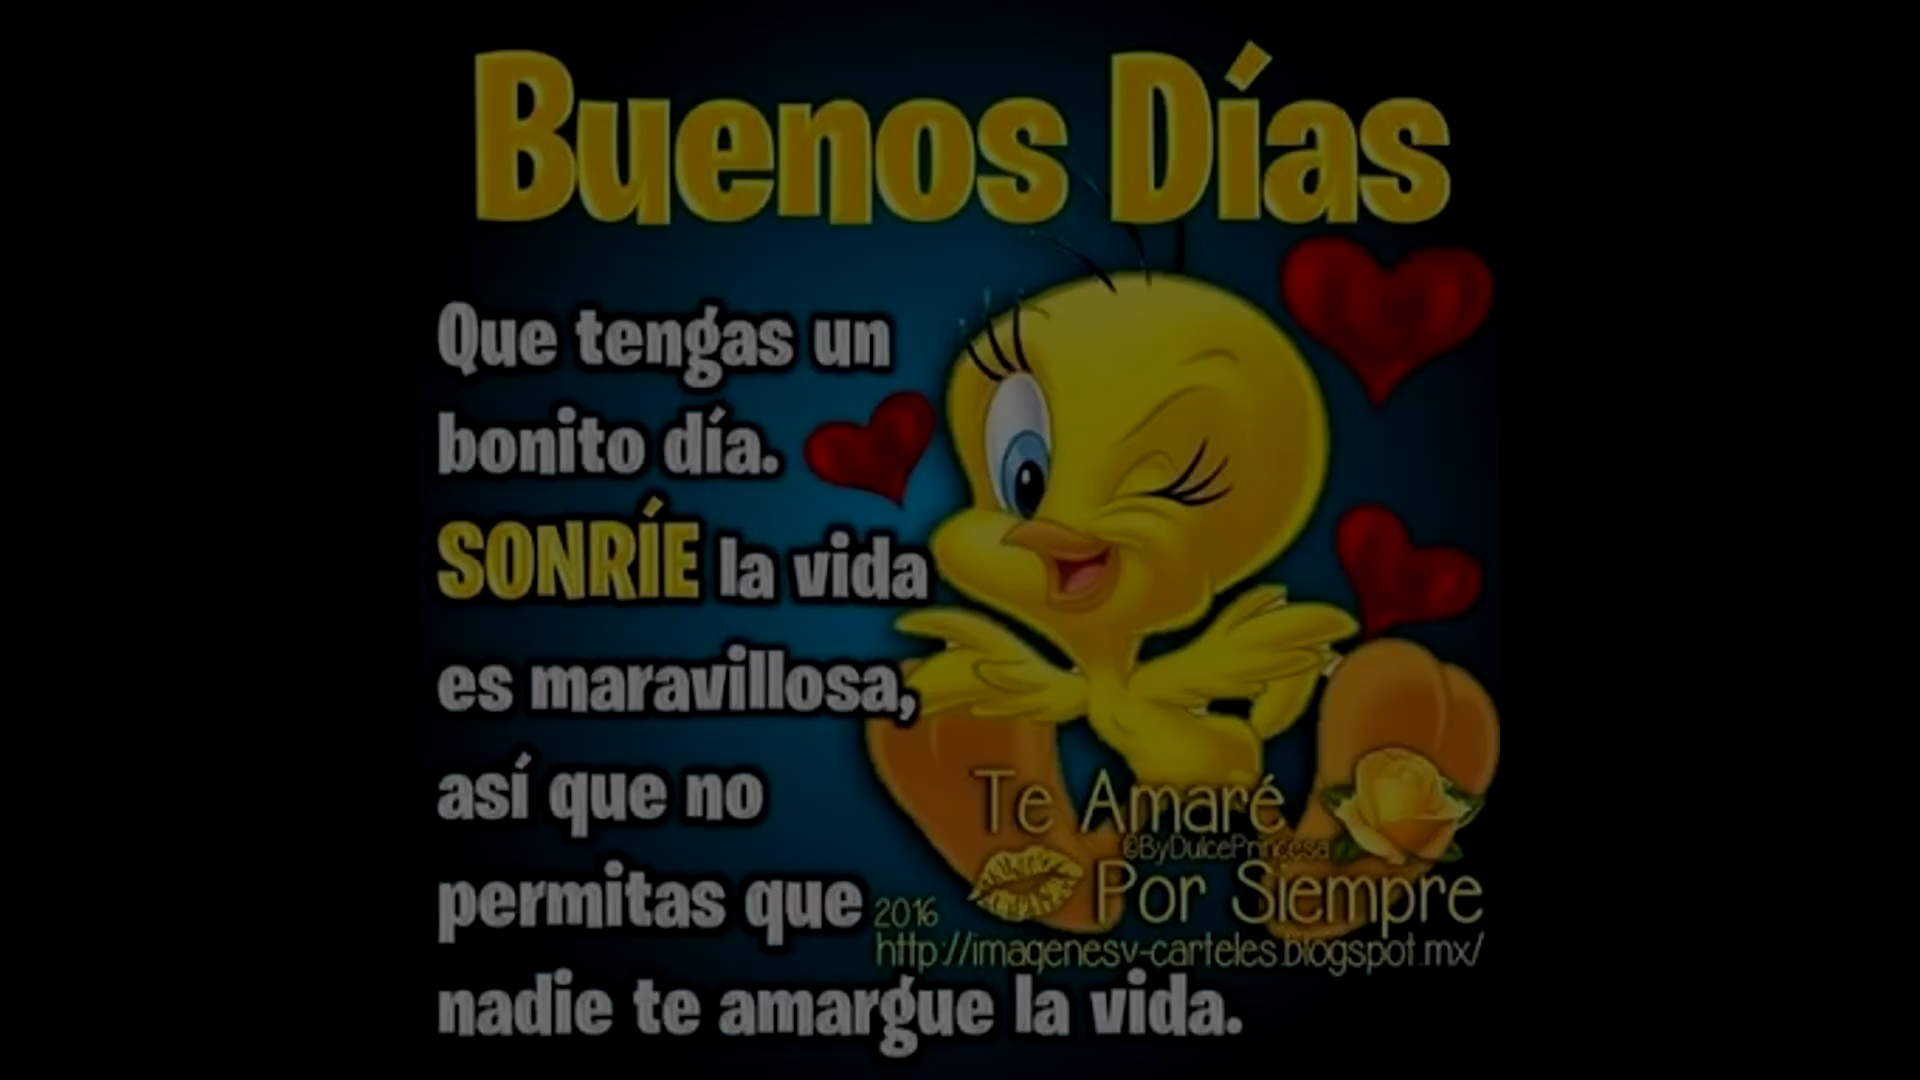 Buenos Días
Que tengas un
bonito día.
SONRÍE la vida
es maravillosa,
así que no
permitas que
nadie te amargue la vida.
Te Amaré
©ByDulcePrincesa
Por Siempre
2016
http://imagenesv-carteles.blogspot.mx/